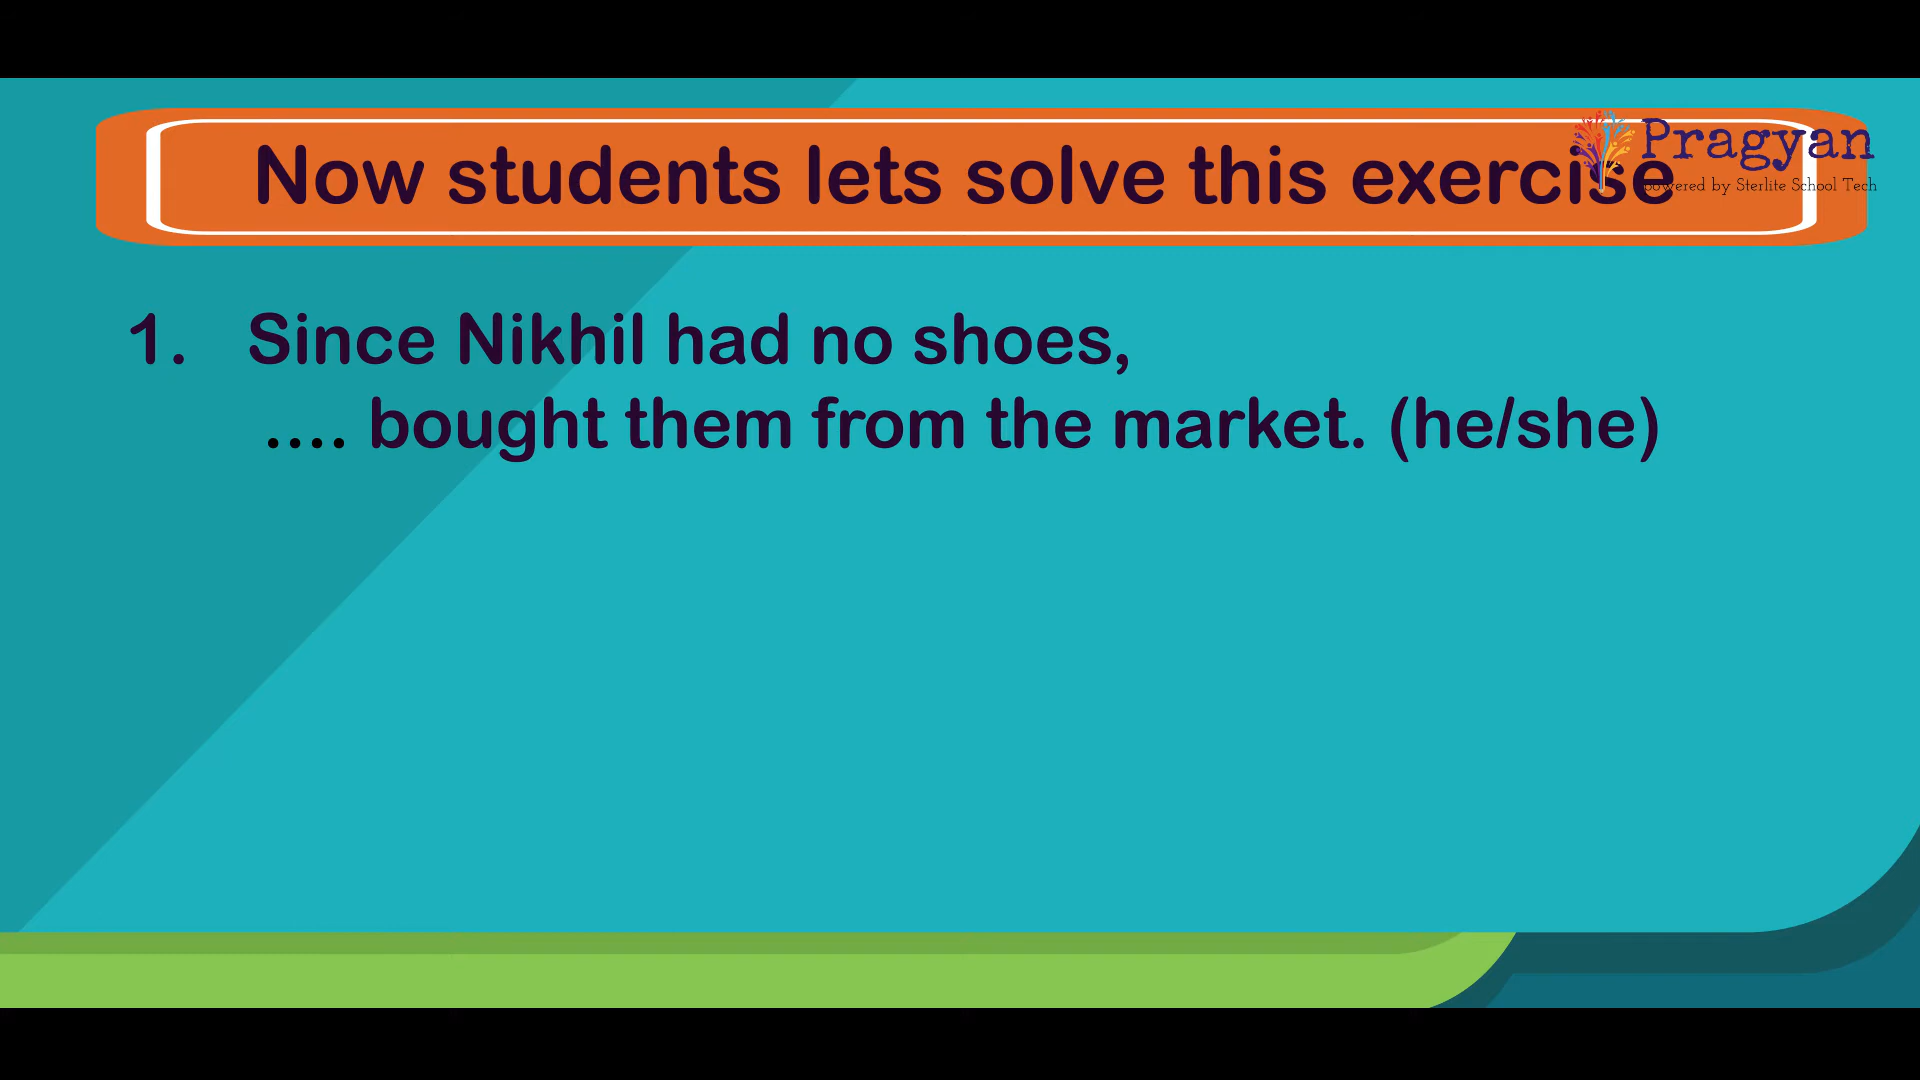 Now students lets solve this exercise
Pragyan
powered by Sterlite School Tech
1. Since Nikhil had no shoes,
.... bought them from the market. (he/she)